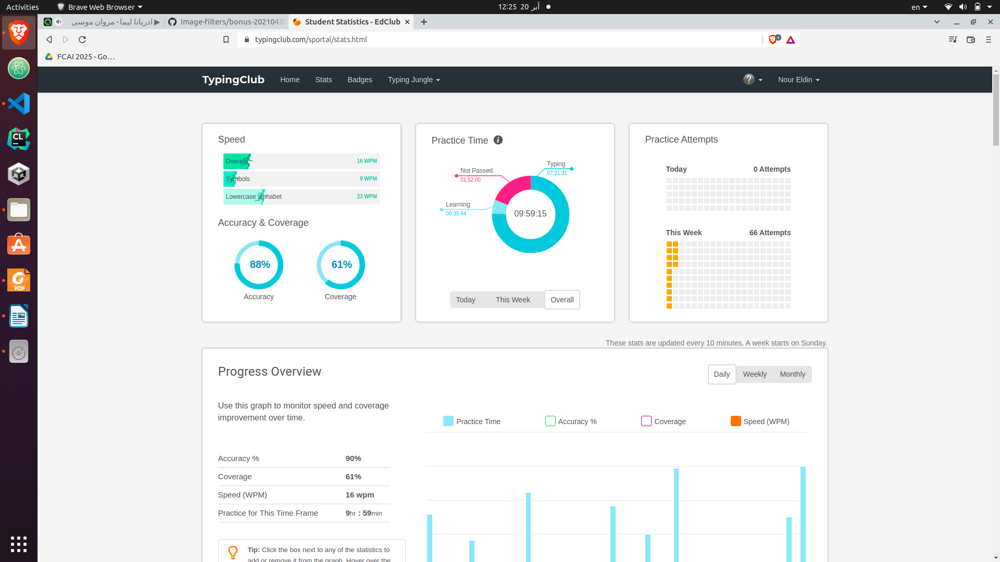 Activities
Brave Web Browser
12:25 20 أبر
en
ادريانا ليما - مروان موسى
Image-filters/bonus-2021043
Student Statistics - EdClub
typingclub.com/sportal/stats.html
4
FCAI 2025 - Go…
TypingClub
Home
Stats
Badges
Typing Jungle
?
Nour Eldin
Speed
Overall
16 WPM
Symbols
9 WPM
Lowercase alphabet
23 WPM
Accuracy & Coverage
88%
61%
Accuracy
Coverage
Practice Time
Typing
07:31:31
Not Passed
01:52:00
Learning
00:35:44
09:59:15
Today
This Week
Overall
Practice Attempts
Today
0 Attempts
This Week
66 Attempts
These stats are updated every 10 minutes. A week starts on Sunday.
Progress Overview
Daily
Weekly
Monthly
Use this graph to monitor speed and coverage
improvement over time.
Practice Time
Accuracy %
Coverage
Speed (WPM)
Accuracy % 90%
Coverage 61%
Speed (WPM) 16 wpm
Practice for This Time Frame 9hr : 59min
Tip: Click the box next to any of the statistics to
add or remove it from the graph. Hover over the
CL
PDF